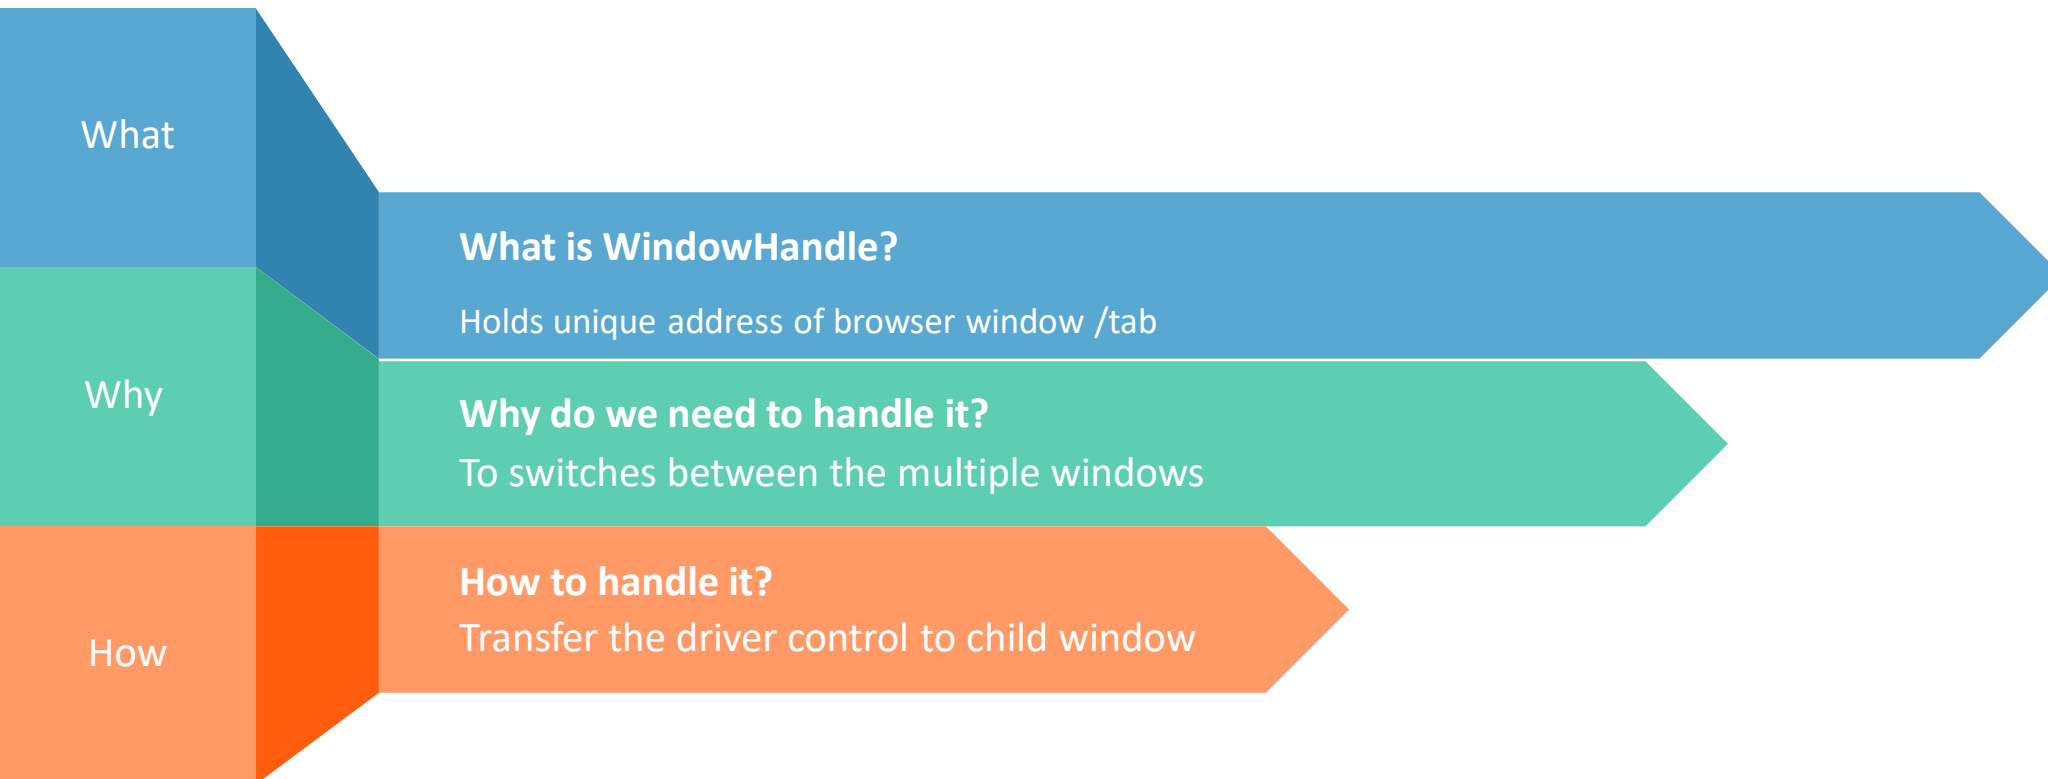 What
What is WindowHandle?
Holds unique address of browser window /tab
Why
Why do we need to handle it?
To switches between the multiple windows
How
How to handle it?
Transfer the driver control to child window